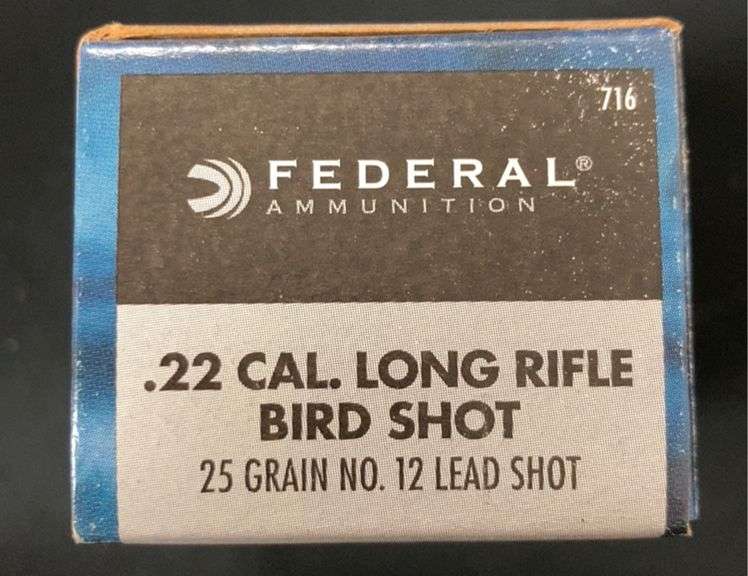 716
FEDERAL®
AMMUNITION
.22 CAL. LONG RIFLE
BIRD SHOT
25 GRAIN NO. 12 LEAD SHOT